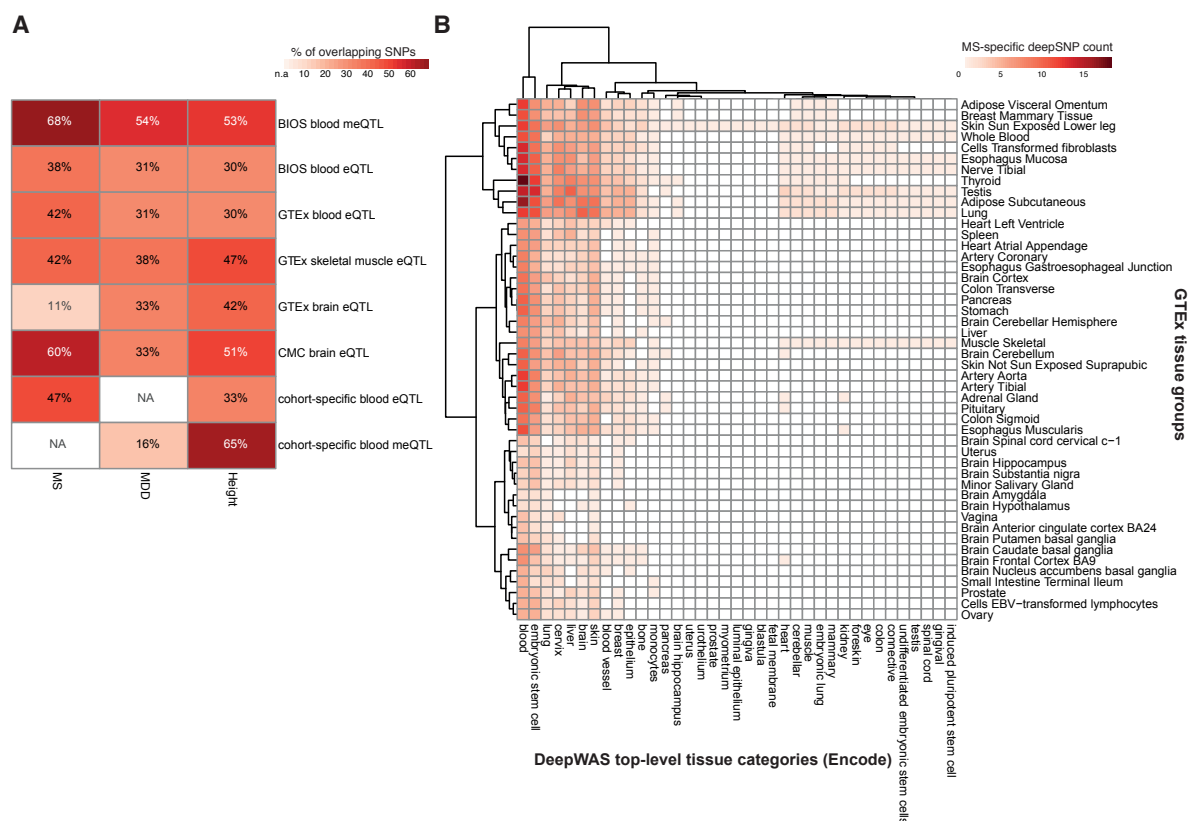 A
% of overlapping SNPs
n.a 10 20 30 40 50 60
68% 54% 53% BIOS blood meQTL
38% 31% 30% BIOS blood eQTL
42% 31% 30% GTEx blood eQTL
42% 38% 47% GTEx skeletal muscle eQTL
11% 33% 42% GTEx brain eQTL
60% 33% 51% CMC brain eQTL
47% NA 33% cohort-specific blood eQTL
NA 16% 65% cohort-specific blood meQTL
MS
MDD
Height
B
MS-specific deepSNP count
0 5 10 15
Adipose Visceral Omentum
Breast Mammary Tissue
Skin Sun Exposed Lower leg
Whole Blood
Cells Transformed fibroblasts
Esophagus Mucosa
Nerve Tibial
Thyroid
Testis
Adipose Subcutaneous
Lung
Heart Left Ventricle
Spleen
Heart Atrial Appendage
Artery Coronary
Esophagus Gastroesophageal Junction
Brain Cortex
Colon Transverse
Pancreas
Stomach
Brain Cerebellar Hemisphere
Liver
Muscle Skeletal
Brain Cerebellum
Skin Not Sun Exposed Suprapubic
Artery Aorta
Artery Tibial
Adrenal Gland
Pituitary
Colon Sigmoid
Esophagus Muscularis
Brain Spinal cord cervical c−1
Uterus
Brain Hippocampus
Brain Substantia nigra
Minor Salivary Gland
Brain Amygdala
Brain Hypothalamus
Vagina
Brain Anterior cingulate cortex BA24
Brain Putamen basal ganglia
Brain Caudate basal ganglia
Brain Frontal Cortex BA9
Brain Nucleus accumbens basal ganglia
Small Intestine Terminal Ileum
Prostate
Cells EBV−transformed lymphocytes
Ovary
GTEx tissue groups
blood
embryonic stem cell
lung
cervix
liver
brain
skin
blood vessel
breast
epithelium
bone
monocytes
pancreas
brain hippocampus
uterus
urothelium
prostate
myometrium
luminal epithelium
gingiva
blastula
fetal membrane
heart
cerebellar
muscle
embryonic lung
mammary
kidney
foreskin
eye
colon
connective
undifferentiated embryonic stem cells
testis
spinal cord
gingival
induced pluripotent stem cell
DeepWAS top-level tissue categories (Encode)